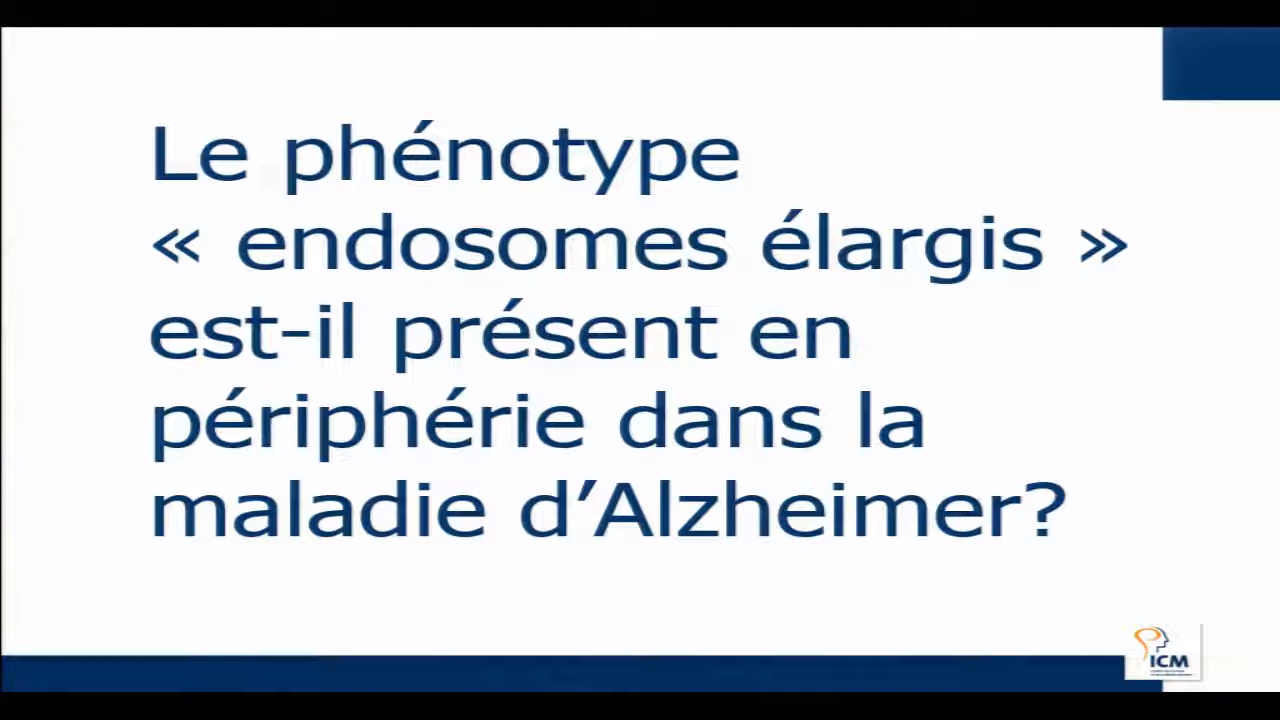 Le phénotype
« endosomes élargis »
est-il présent en
périphérie dans la
maladie d’Alzheimer?
ICM